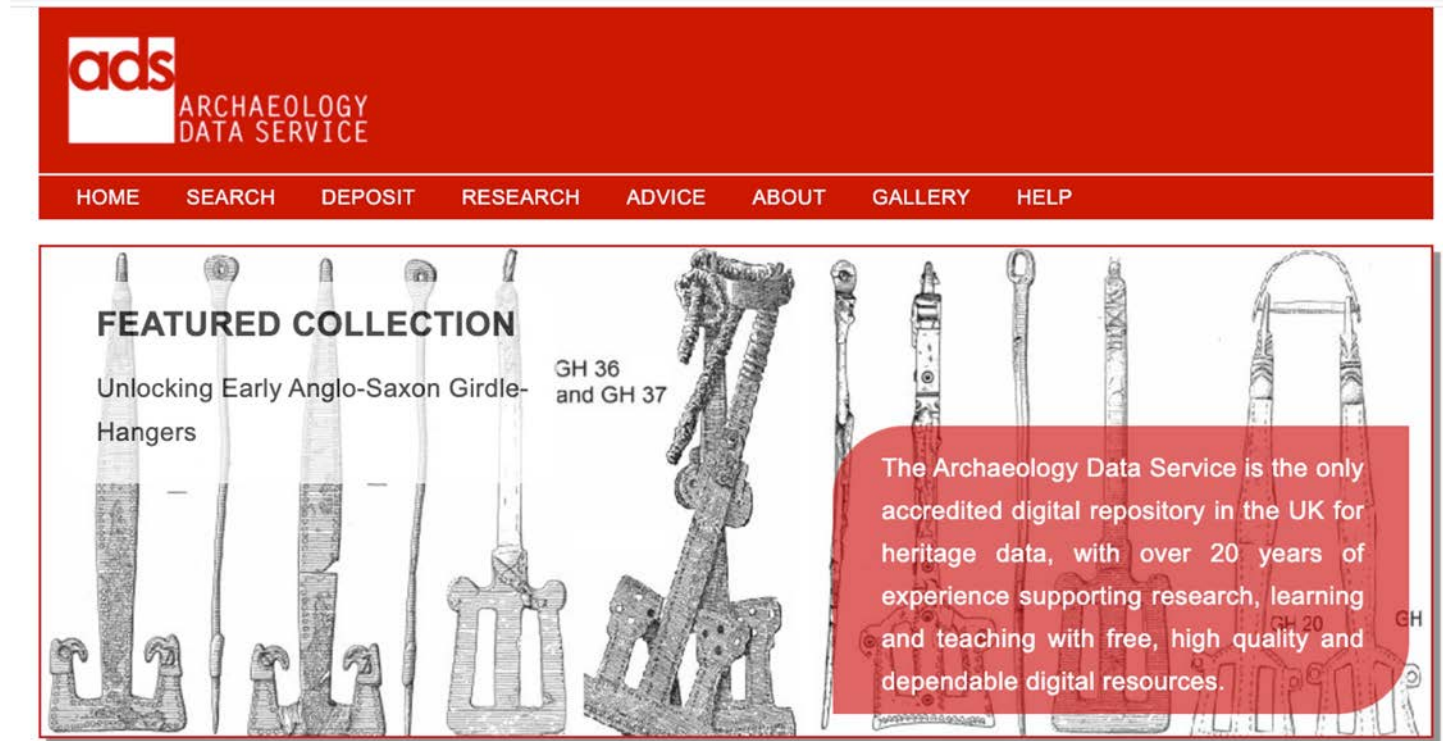 ads
ARCHAEOLOGY
DATA SERVICE
HOME SEARCH DEPOSIT RESEARCH ADVICE ABOUT GALLERY HELP
FEATURED COLLECTION
Unlocking Early Anglo-Saxon Girdle-
Hangers
GH 36
and GH 37
The Archaeology Data Service is the only
accredited digital repository in the UK for
heritage data, with over 20 years of
experience supporting research, learning
and teaching with free, high quality and
dependable digital resources.
GH 20
GH